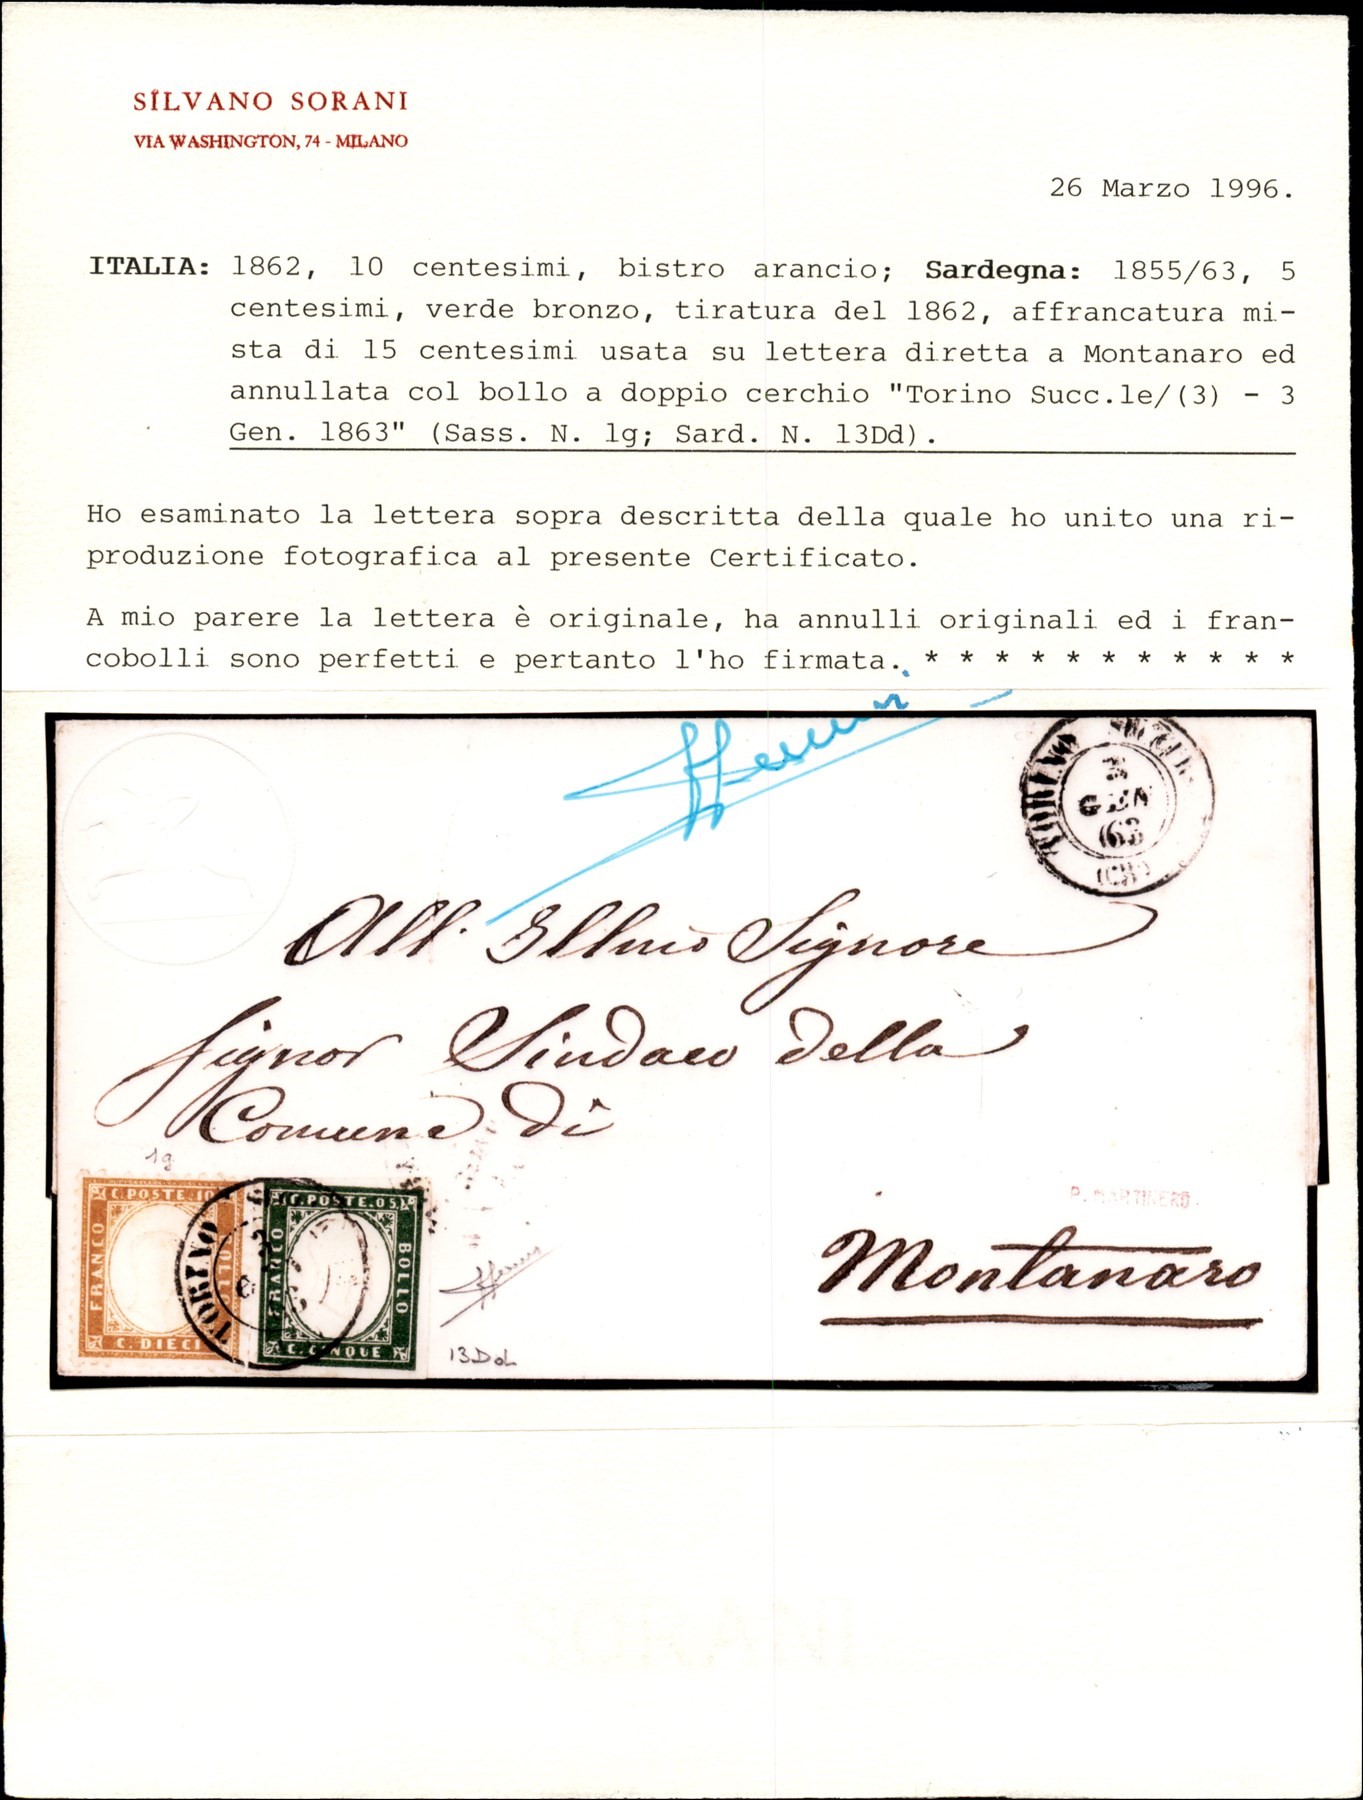 SILVANO SORANI
VIA WASHINGTON, 74 - MILANO
26 Marzo 1996.
ITALIA: 1862, 10 centesimi, bistro arancio; Sardegna: 1855/63, 5
centesimi, verde bronzo, tiratura del 1862, affrancatura mi-
sta di 15 centesimi usata su lettera diretta a Montanaro ed
annullata col bollo a doppio cerchio "Torino Succ.le/(3) - 3
Gen. 1863" (Sass. N. 1g; Sard. N. 13Dd).
Ho esaminato la lettera sopra descritta della quale ho unito una ri-
produzione fotografica al presente Certificato.
A mio parere la lettera è originale, ha annulli originali ed i fran-
cobolli sono perfetti e pertanto l'ho firmata. * * * * * * * * * * *
TORINO
3
GEN
63
All' Illmo Signore
Signor Sindaco della
Comune di
1g
C. POSTE. 10
FRANCO
C. DIECI
TORINO
C. POSTE. 05
FRANCO
BOLLO
C. CINQUE
13Dd
R. MARTINERO.
Montanaro